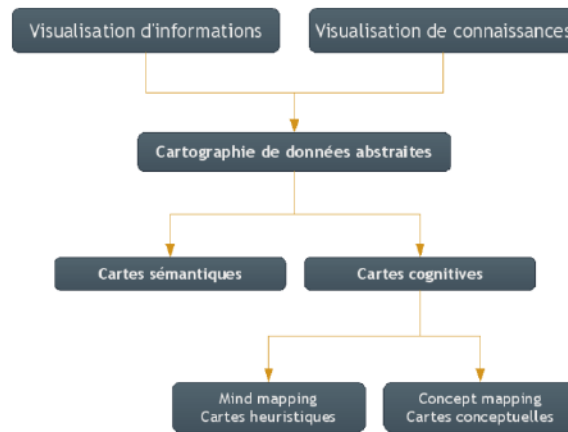 Visualisation d'informations
Visualisation de connaissances
Cartographie de données abstraites
Cartes sémantiques
Cartes cognitives
Mind mapping
Cartes heuristiques
Concept mapping
Cartes conceptuelles